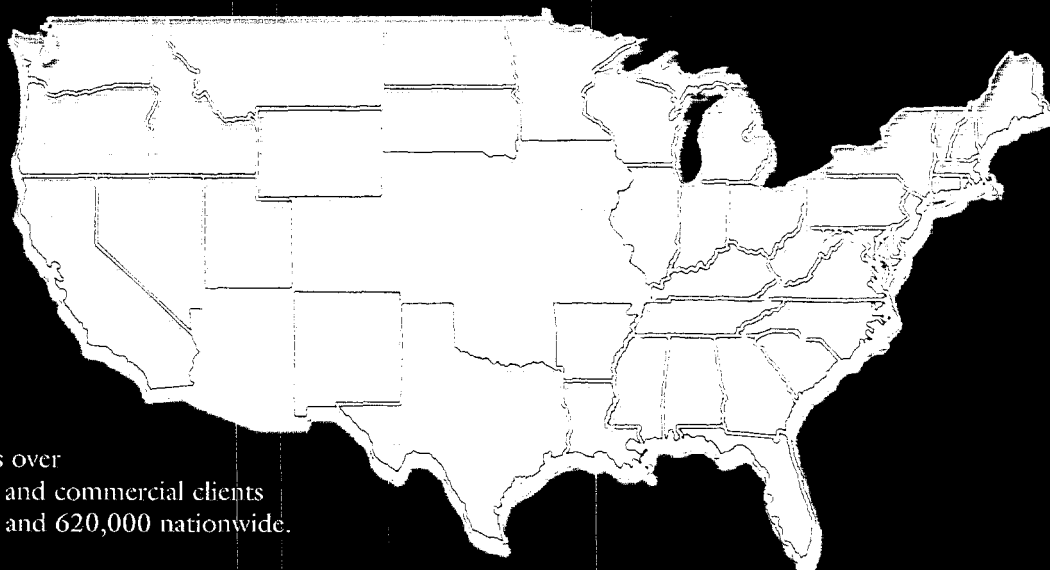 over
and commercial clients
and 620,000 nationwide.